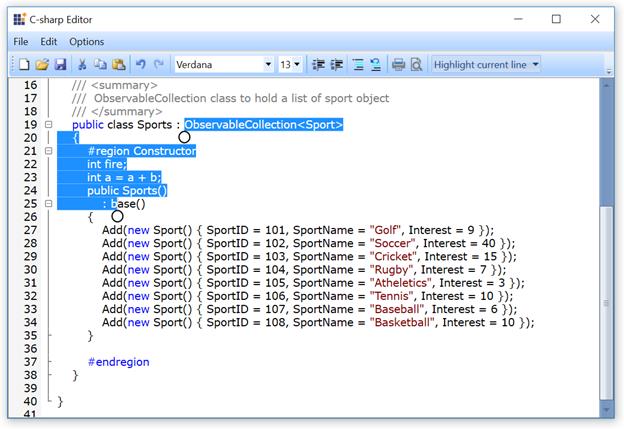 C-sharp Editor
File Edit Options
Verdana 13 Highlight current line
16 /// <summary>
17 /// ObservableCollection class to hold a list of sport object
18 /// </summary>
19 public class Sports : ObservableCollection<Sport>
20 {
21 #region Constructor
22 int fire;
23 int a = a + b;
24 public Sports()
25 : base()
26 {
27 Add(new Sport() { SportID = 101, SportName = "Golf", Interest = 9 });
28 Add(new Sport() { SportID = 102, SportName = "Soccer", Interest = 40 });
29 Add(new Sport() { SportID = 103, SportName = "Cricket", Interest = 15 });
30 Add(new Sport() { SportID = 104, SportName = "Rugby", Interest = 7 });
31 Add(new Sport() { SportID = 105, SportName = "Atheletics", Interest = 3 });
32 Add(new Sport() { SportID = 106, SportName = "Tennis", Interest = 10 });
33 Add(new Sport() { SportID = 107, SportName = "Baseball", Interest = 6 });
34 Add(new Sport() { SportID = 108, SportName = "Basketball", Interest = 10 });
35 }
36
37 #endregion
38 }
39
40 }
41